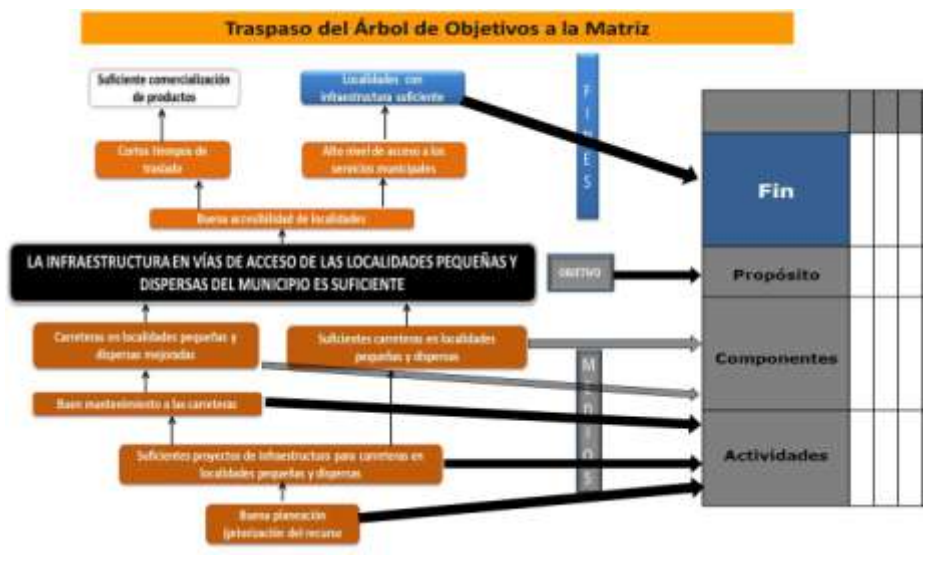 Traspaso del Árbol de Objetivos a la Matriz
Suficiente comercialización
de productos
Localidades con
infraestructura suficiente
Cortos tiempos de
traslado
Alto nivel de acceso a los
servicios municipales
Buena accesibilidad de localidades
LA INFRAESTRUCTURA EN VÍAS DE ACCESO DE LAS LOCALIDADES PEQUEÑAS Y
DISPERSAS DEL MUNICIPIO ES SUFICIENTE
Carreteras en localidades pequeñas y
dispersas mejoradas
Suficientes carreteras en localidades
pequeñas y dispersas
Buen mantenimiento a las carreteras
Suficientes proyectos de infraestructura para carreteras en
localidades pequeñas y dispersas
Buena planeación
(priorización del recurso
FINES
OBJETIVO
MEDIOS
Fin
Propósito
Componentes
Actividades